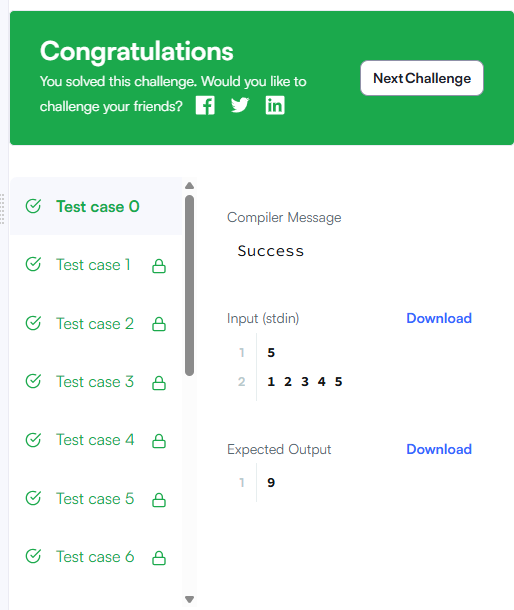 Congratulations
You solved this challenge. Would you like to
challenge your friends?
Next Challenge
Test case 0
Test case 1
Test case 2
Test case 3
Test case 4
Test case 5
Test case 6
Compiler Message
Success
Input (stdin)
Download
1 5
2 1 2 3 4 5
Expected Output
Download
1 9